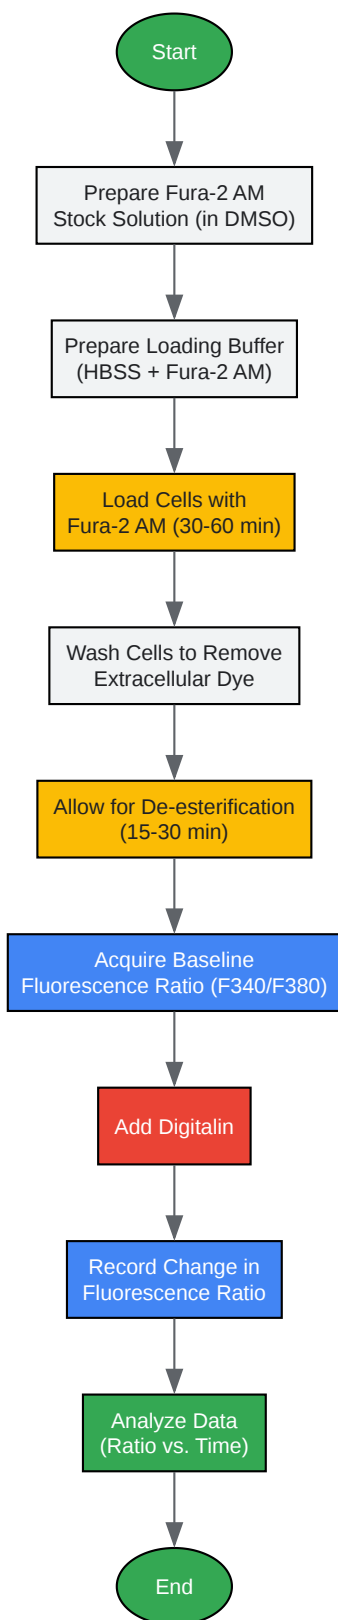 Start
Prepare Fura-2 AM
Stock Solution (in DMSO)
Prepare Loading Buffer
(HBSS + Fura-2 AM)
Load Cells with
Fura-2 AM (30-60 min)
Wash Cells to Remove
Extracellular Dye
Allow for De-esterification
(15-30 min)
Acquire Baseline
Fluorescence Ratio (F340/F380)
Add Digitalin
Record Change in
Fluorescence Ratio
Analyze Data
(Ratio vs. Time)
End